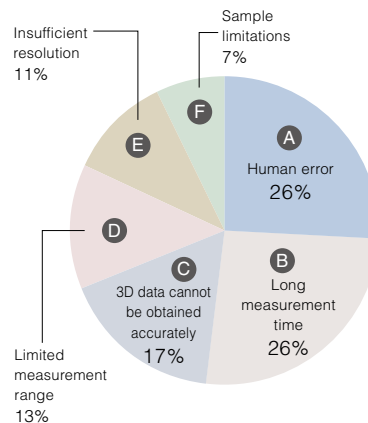 Sample
limitations
7%
Insufficient
resolution
11%
F
E
A
Human error
26%
D
B
Long
measurement
time
26%
C
3D data cannot
be obtained
accurately
17%
Limited
measurement
range
13%